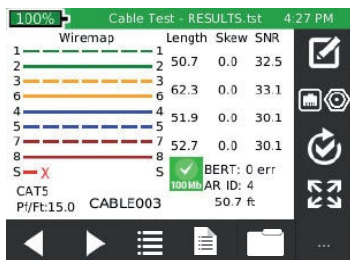 100% Cable Test - RESULTS.tst 4:27 PM
Wiremap Length Skew SNR
1 1
2 2 50.7 0.0 32.5
3 3
6 6 62.3 0.0 33.1
4 4
5 5 51.9 0.0 30.1
7 7
8 8 52.7 0.0 30.1
S X S
100Mb BERT: 0 err
CAT5 AR ID: 4
Pf/Ft:15.0 CABLE003 50.7 ft
...